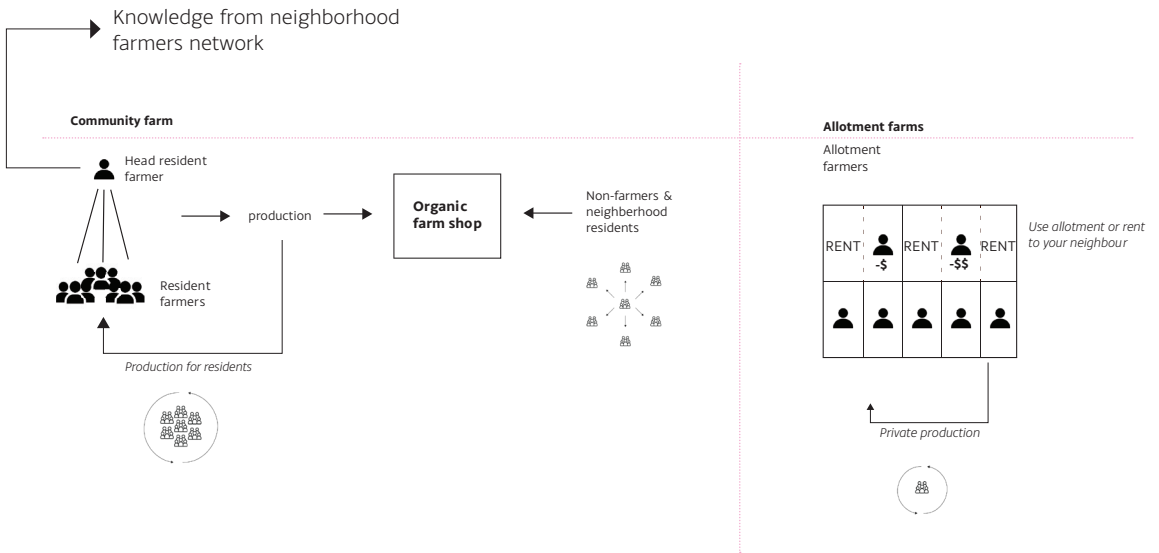 Knowledge from neighborhood
farmers network
Community farm
Head resident
farmer
production
Organic
farm shop
Non-farmers &
neighberhood
residents
Resident
farmers
Production for residents
Allotment farms
Allotment
farmers
RENT
-$
RENT
-$$
RENT
Use allotment or rent
to your neighbour
Private production